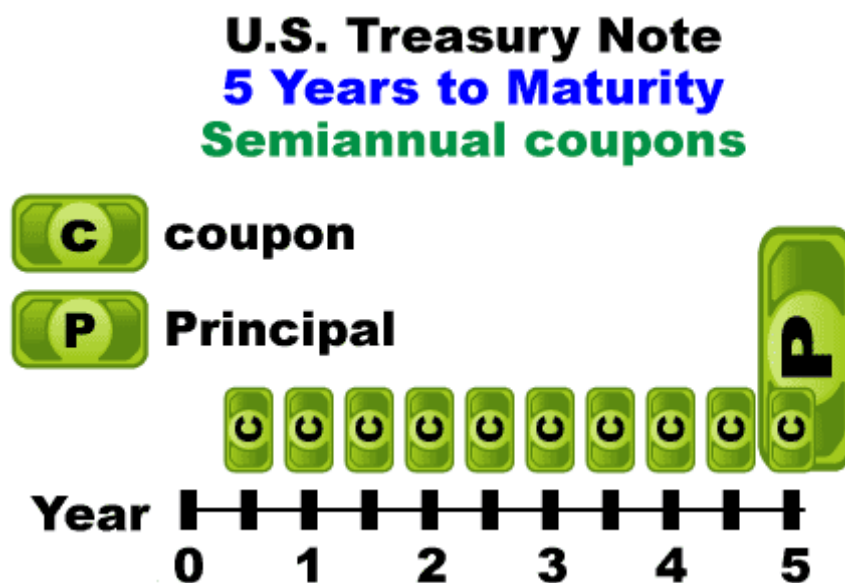 U.S. Treasury Note
5 Years to Maturity
Semiannual coupons
C coupon
P Principal
P
C C C C C C C C C C
Year
0 1 2 3 4 5